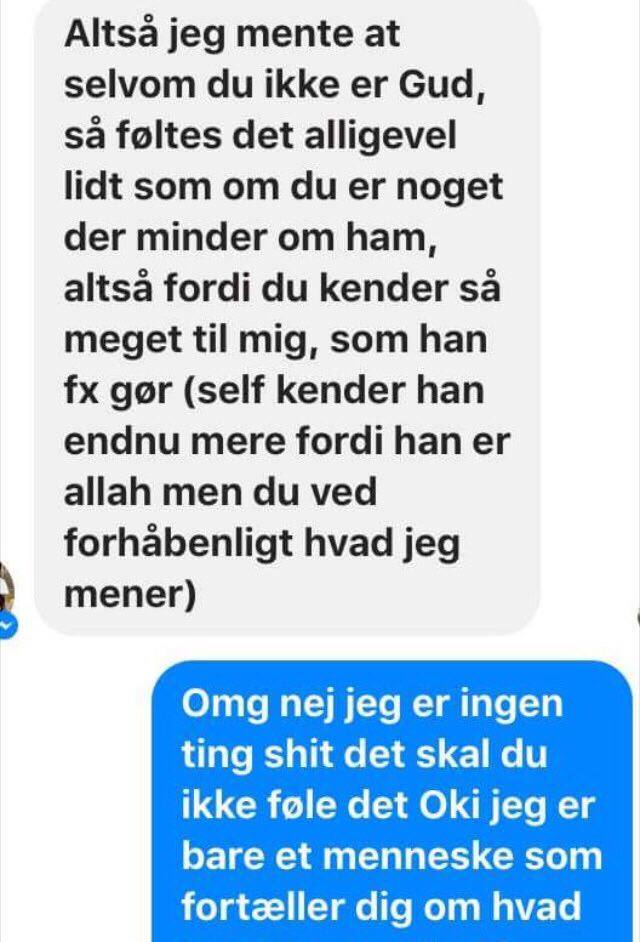 Altså jeg mente at
selvom du ikke er Gud,
så føltes det alligevel
lidt som om du er noget
der minder om ham,
altså fordi du kender så
meget til mig, som han
fx gør (self kender han
endnu mere fordi han er
allah men du ved
forhåbenligt hvad jeg
mener)
Omg nej jeg er ingen
ting shit det skal du
ikke føle det Oki jeg er
bare et menneske som
fortæller dig om hvad